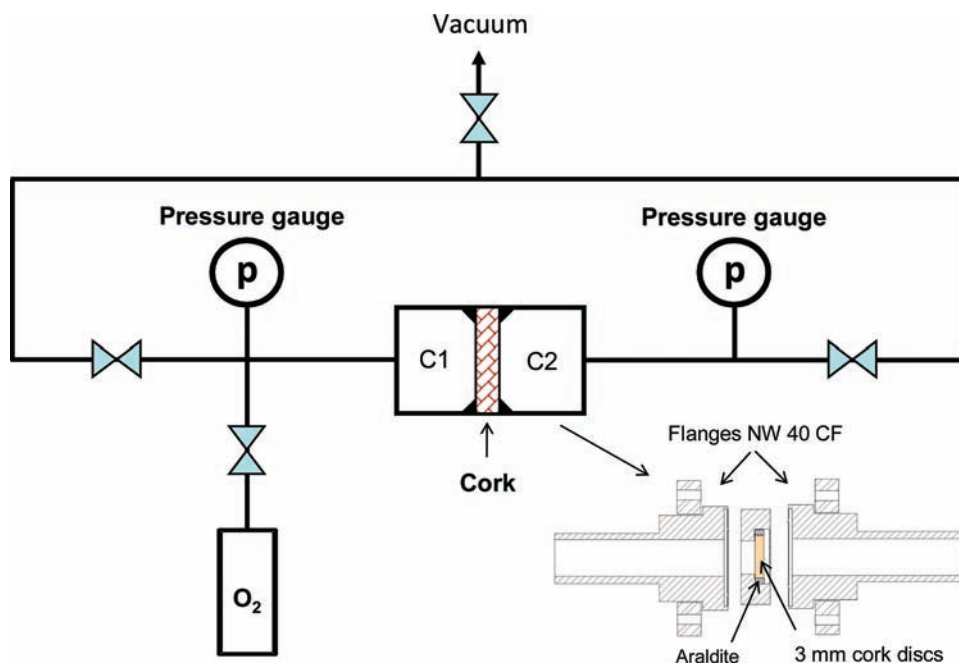 Vacuum
Pressure gauge
Pressure gauge
p
p
C1
C2
Flanges NW 40 CF
Cork
O₂
Araldite
3 mm cork discs